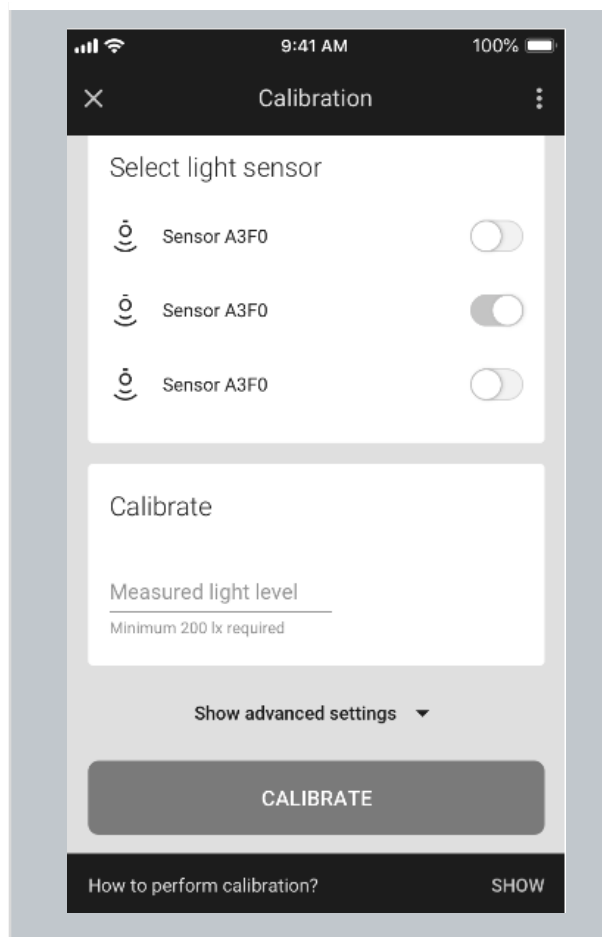 9:41 AM
100%
Calibration
Select light sensor
Sensor A3F0
Sensor A3F0
Sensor A3F0
Calibrate
Measured light level
Minimum 200 lx required
Show advanced settings
CALIBRATE
How to perform calibration? SHOW